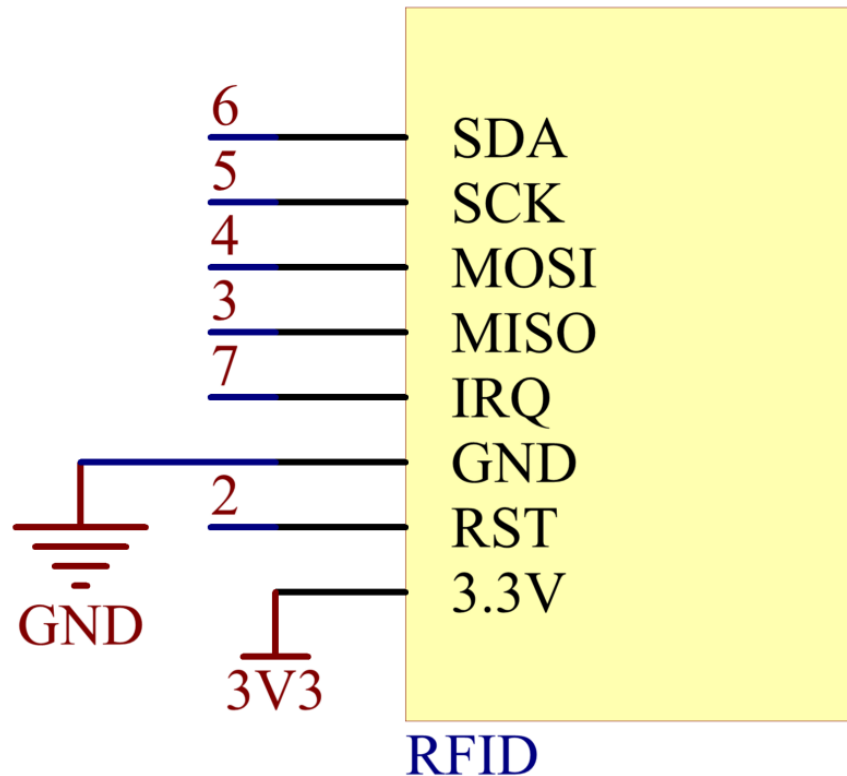 6 SDA
5 SCK
4 MOSI
3 MISO
7 IRQ
GND
2 RST
3.3V
GND
3V3
RFID